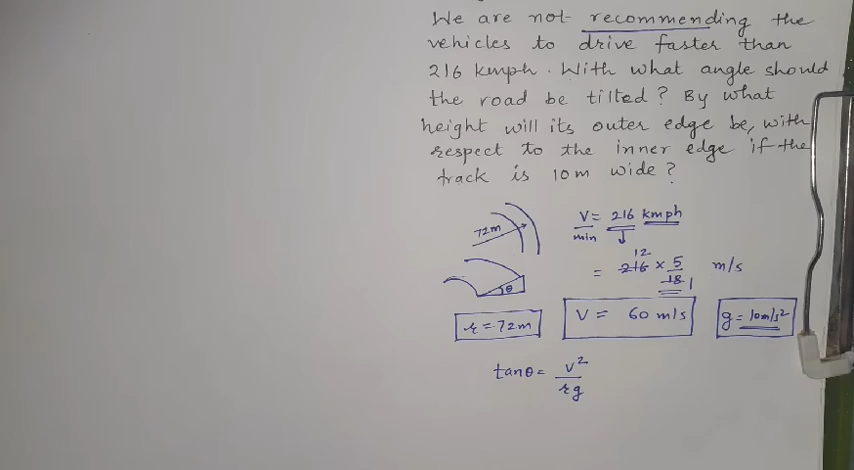 We are not recommending the
vehicles to drive faster than
216 kmph. With what angle should
the road be tilted? By what
height will its outer edge be, with
respect to the inner edge if the
track is 10m wide?
72m
V = 216 kmph
min
12
= 216 × 5/18 m/s
1
θ
r = 72m
V = 60 m/s
g = 10m/s²
tanθ = v²/rg